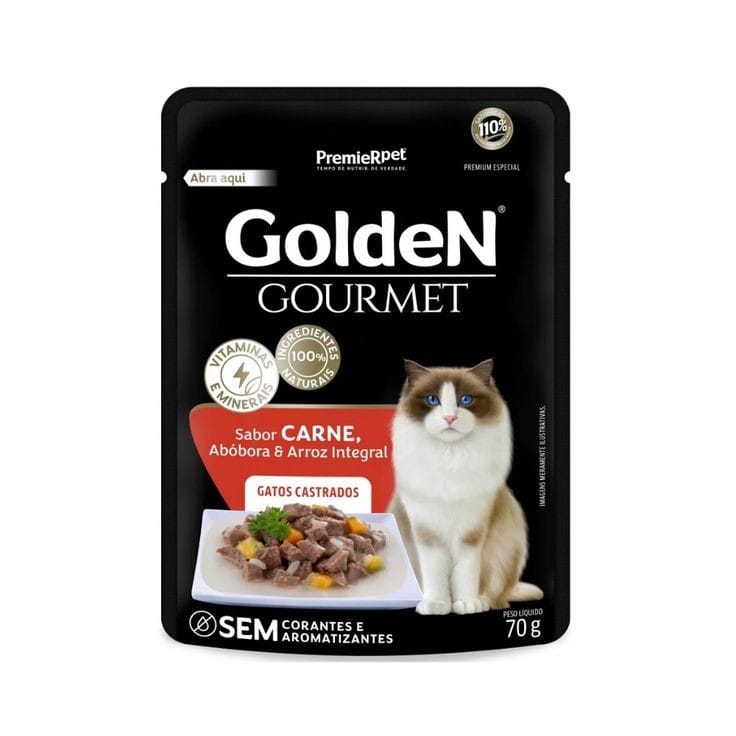 110%
PREMIUM ESPECIAL
PremieRpet
TEMPO DE NUTRIR. DE VERDADE.
Abra aqui
GoldeN®
GOURMET
VITAMINAS
E MINERAIS
INGREDIENTES
100%
NATURAIS
Sabor CARNE,
Abóbora & Arroz Integral
GATOS CASTRADOS
IMAGENS MERAMENTE ILUSTRATIVAS.
SEM CORANTES E
AROMATIZANTES
PESO LÍQUIDO
70 g